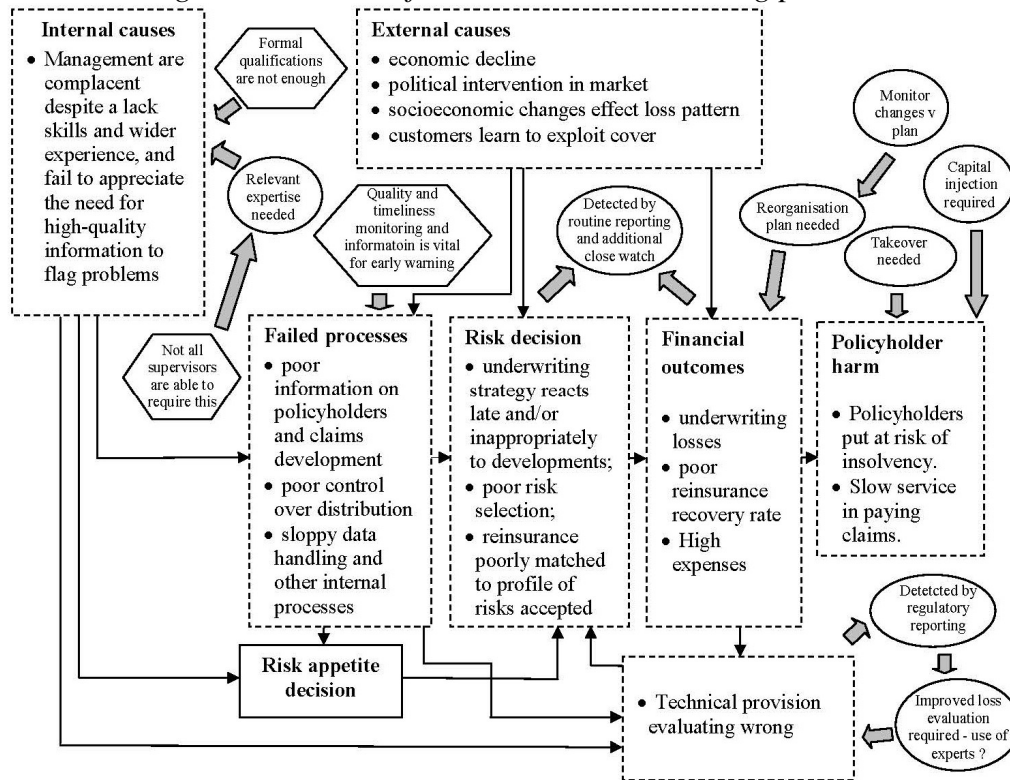 Internal causes
• Management are
complacent
despite a lack
skills and wider
experience, and
fail to appreciate
the need for
high-quality
information to
flag problems
Formal
qualifications
are not enough
External causes
• economic decline
• political intervention in market
• socioeconomic changes effect loss pattern
• customers learn to exploit cover
Monitor
changes v
plan
Capital
injection
required
Relevant
expertise
needed
Quality and
timeliness
monitoring and
informatoin is vital
for early warning
Detected by
routine reporting
and additional
close watch
Reorganisation
plan needed
Takeover
needed
Not all
supervisors
are able to
require this
Failed processes
• poor
information on
policyholders
and claims
development
• poor control
over distribution
• sloppy data
handling and
other internal
processes
Risk decision
• underwriting
strategy reacts
late and/or
inappropriately
to developments;
• poor risk
selection;
• reinsurance
poorly matched
to profile of
risks accepted
Financial
outcomes
• underwriting
losses
• poor
reinsurance
recovery rate
• High
expenses
Policyholder
harm
• Policyholders
put at risk of
insolvency.
• Slow service
in paying
claims.
Risk appetite
decision
• Technical provision
evaluating wrong
Detetcted by
regulatory
reporting
Improved loss
evaluation
required - use of
experts ?